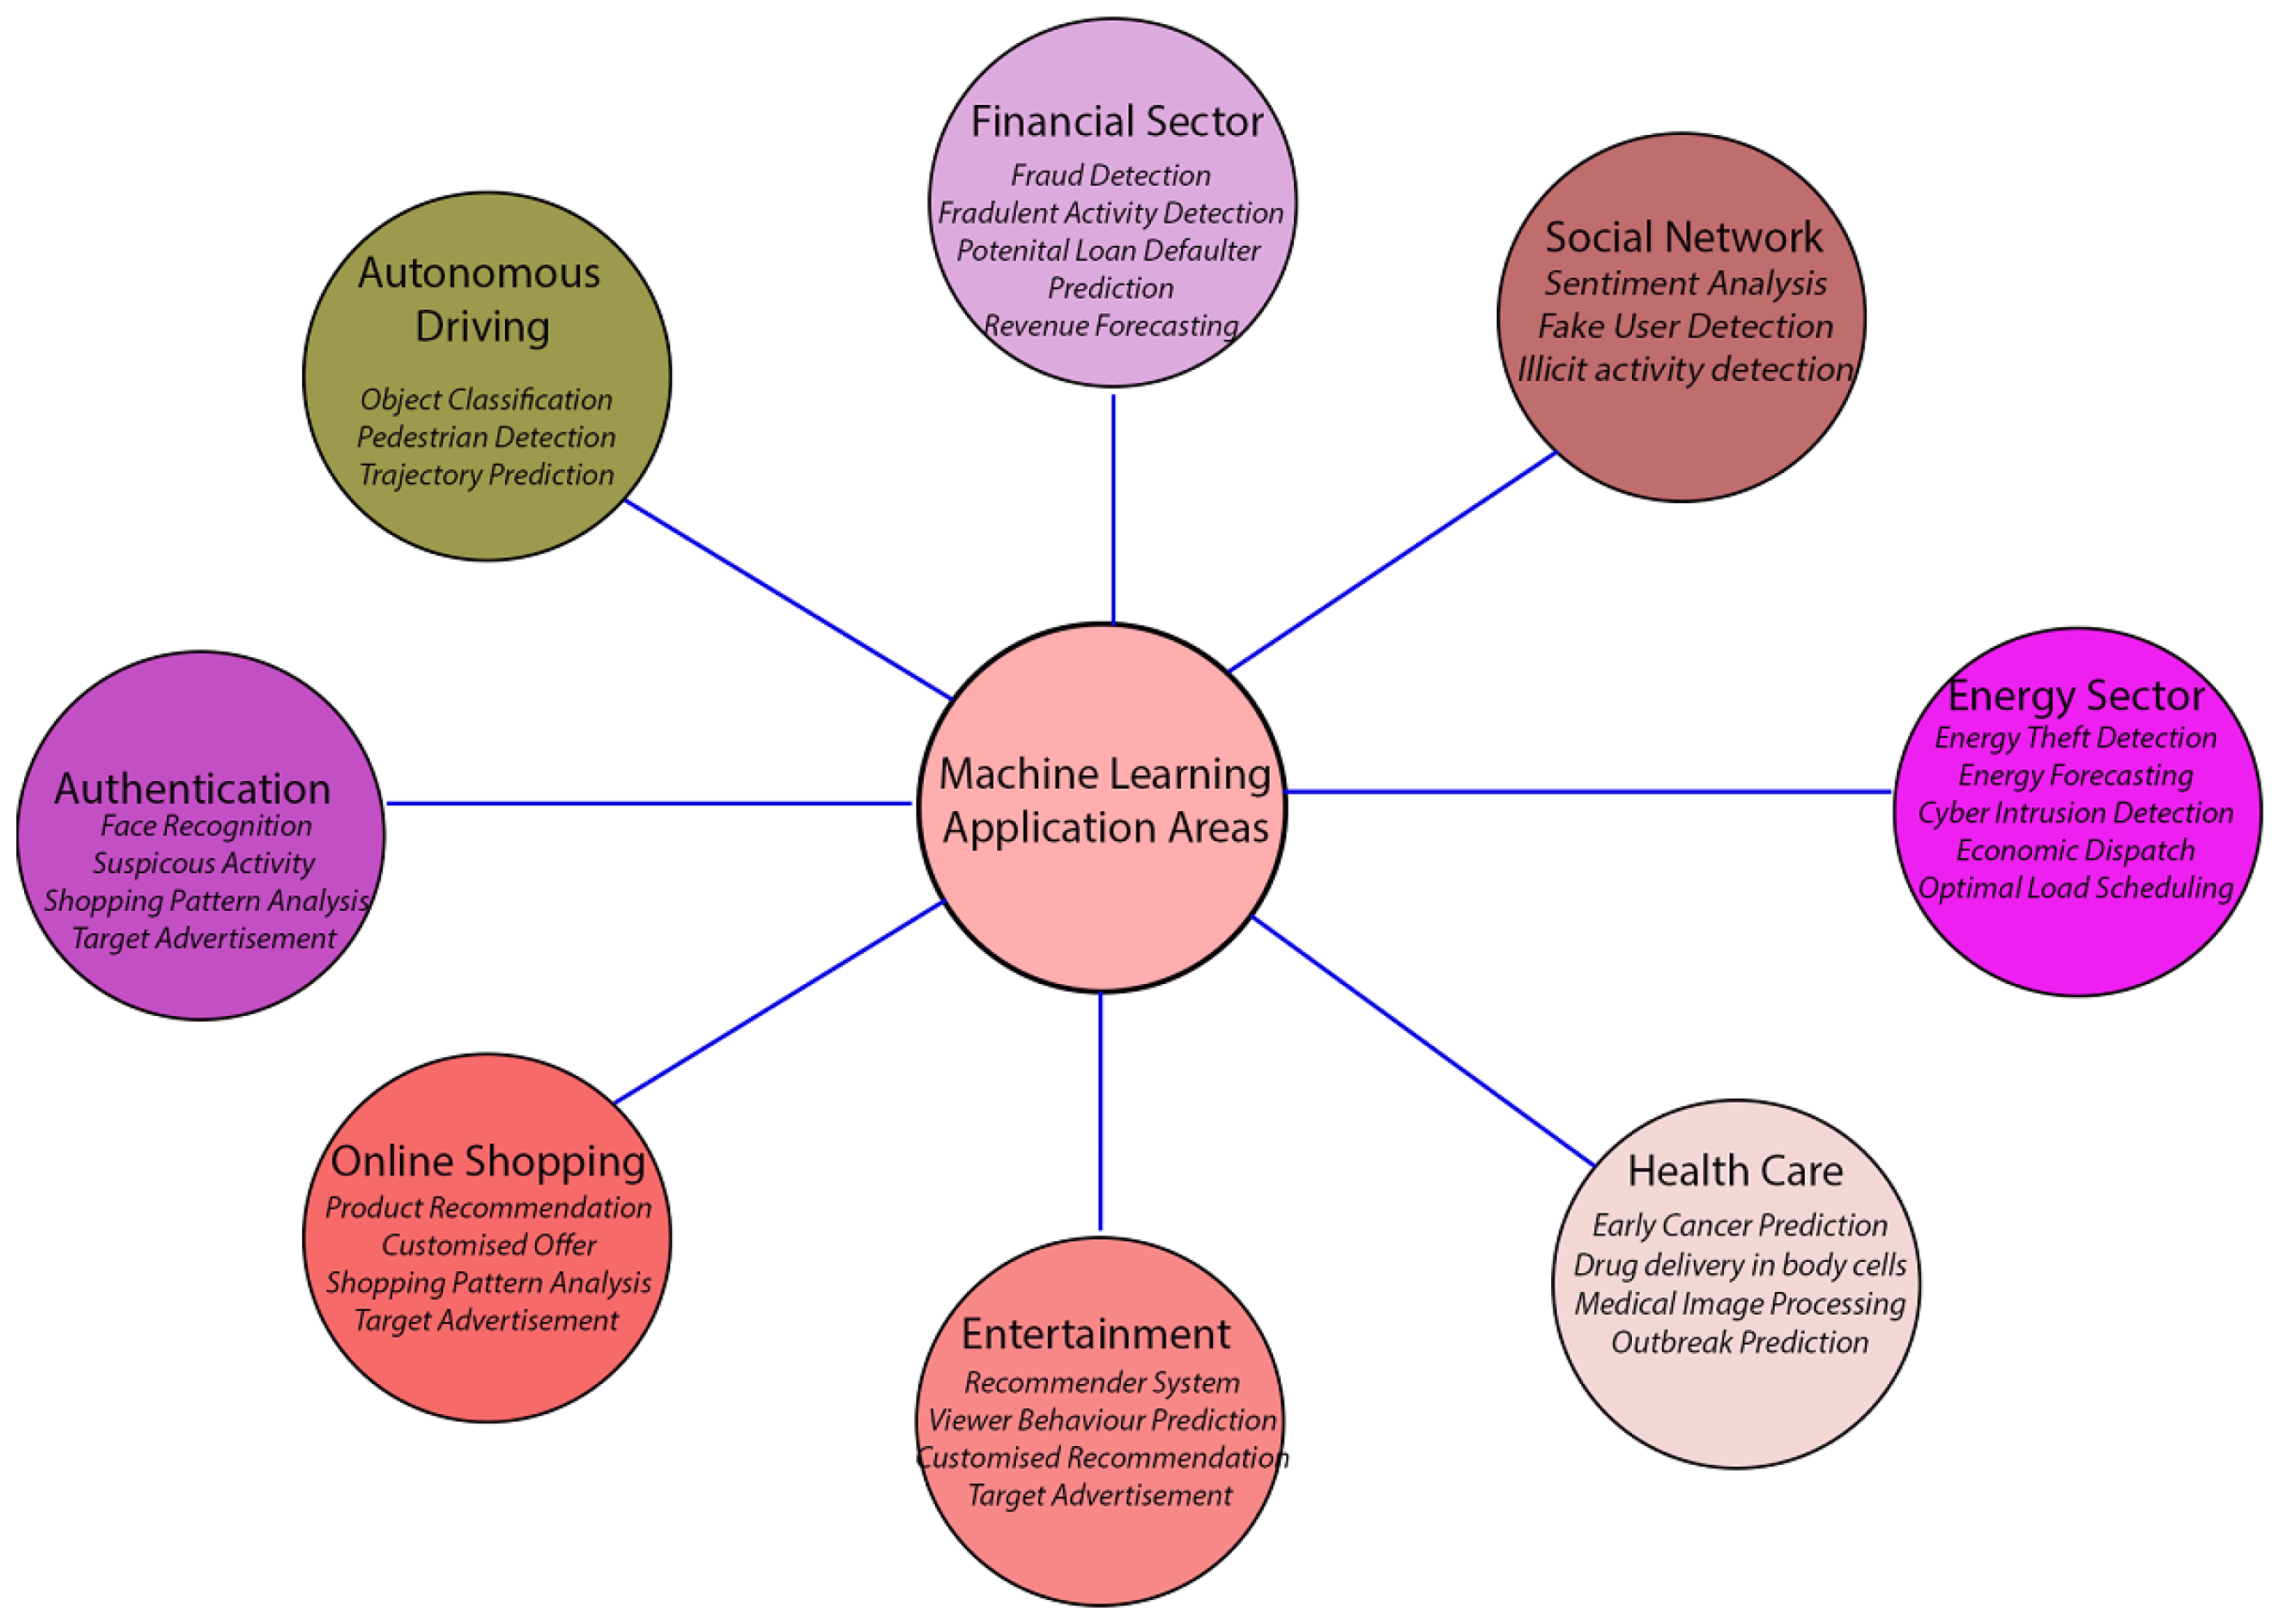 Financial Sector
Fraud Detection
Fradulent Activity Detection
Potenital Loan Defaulter
Prediction
Revenue Forecasting
Social Network
Sentiment Analysis
Fake User Detection
Illicit activity detection
Autonomous
Driving
Object Classification
Pedestrian Detection
Trajectory Prediction
Machine Learning
Application Areas
Energy Sector
Energy Theft Detection
Energy Forecasting
Cyber Intrusion Detection
Economic Dispatch
Optimal Load Scheduling
Authentication
Face Recognition
Suspicous Activity
Shopping Pattern Analysis
Target Advertisement
Online Shopping
Product Recommendation
Customised Offer
Shopping Pattern Analysis
Target Advertisement
Health Care
Early Cancer Prediction
Drug delivery in body cells
Medical Image Processing
Outbreak Prediction
Entertainment
Recommender System
Viewer Behaviour Prediction
Customised Recommendation
Target Advertisement